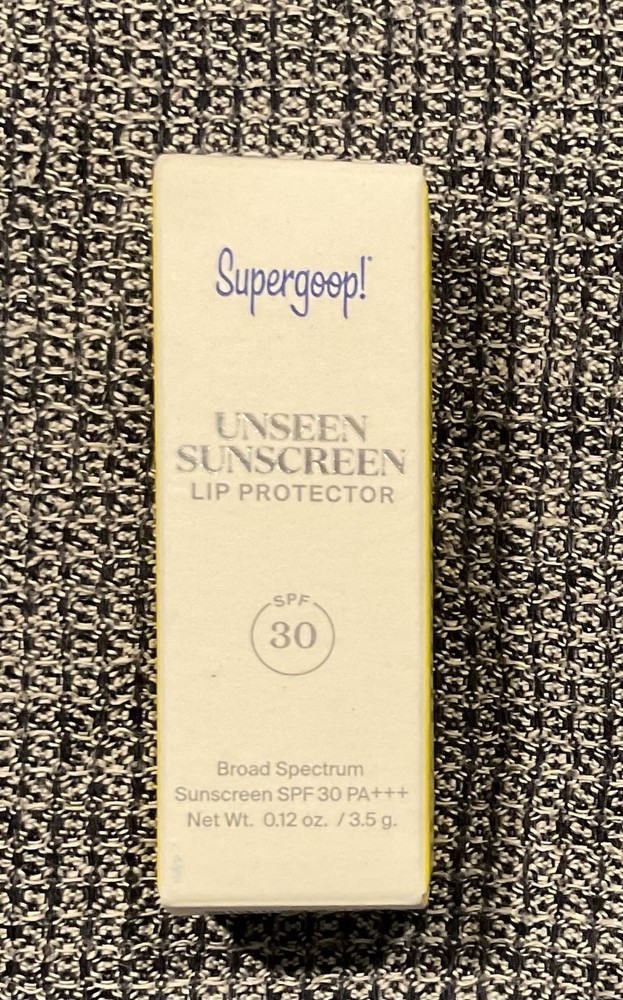 Supergoop!
UNSEEN
SUNSCREEN
LIP PROTECTOR
SPF
30
Broad Spectrum
Sunscreen SPF 30 PA+++
Net Wt. 0.12 oz. / 3.5 g.